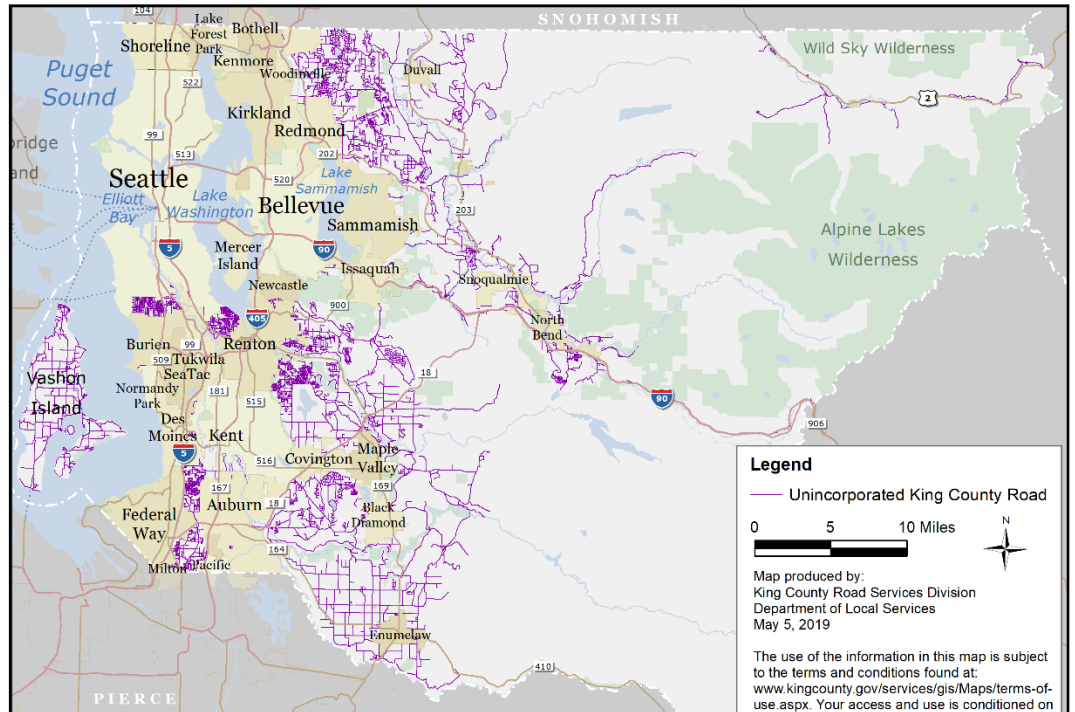 104
Lake
Forest
Park
Bothell
SNOHOMISH
Shoreline
Kenmore
Woodinville
Duvall
Wild Sky Wilderness
Puget
Sound
522
2
Kirkland
Redmond
99
513
202
Seattle
520
Lake
Sammamish
Elliott
Bay
Lake
Washington
Bellevue
203
Sammamish
Alpine Lakes
Wilderness
5
Mercer
Island
90
Issaquah
Snoqualmie
Newcastle
900
405
North
Bend
Burien
99
Renton
509
Tukwila
SeaTac
18
Vashon
Island
Normandy
Park
181
515
90
906
Des
Moines
Kent
5
516
Covington
Maple
Valley
167
169
Auburn
18
Black
Diamond
Federal
Way
164
Milton
Pacific
Enumclaw
410
PIERCE
Legend
Unincorporated King County Road
0 5 10 Miles
N
Map produced by:
King County Road Services Division
Department of Local Services
May 5, 2019
The use of the information in this map is subject
to the terms and conditions found at:
www.kingcounty.gov/services/gis/Maps/terms-of-
use.aspx. Your access and use is conditioned on